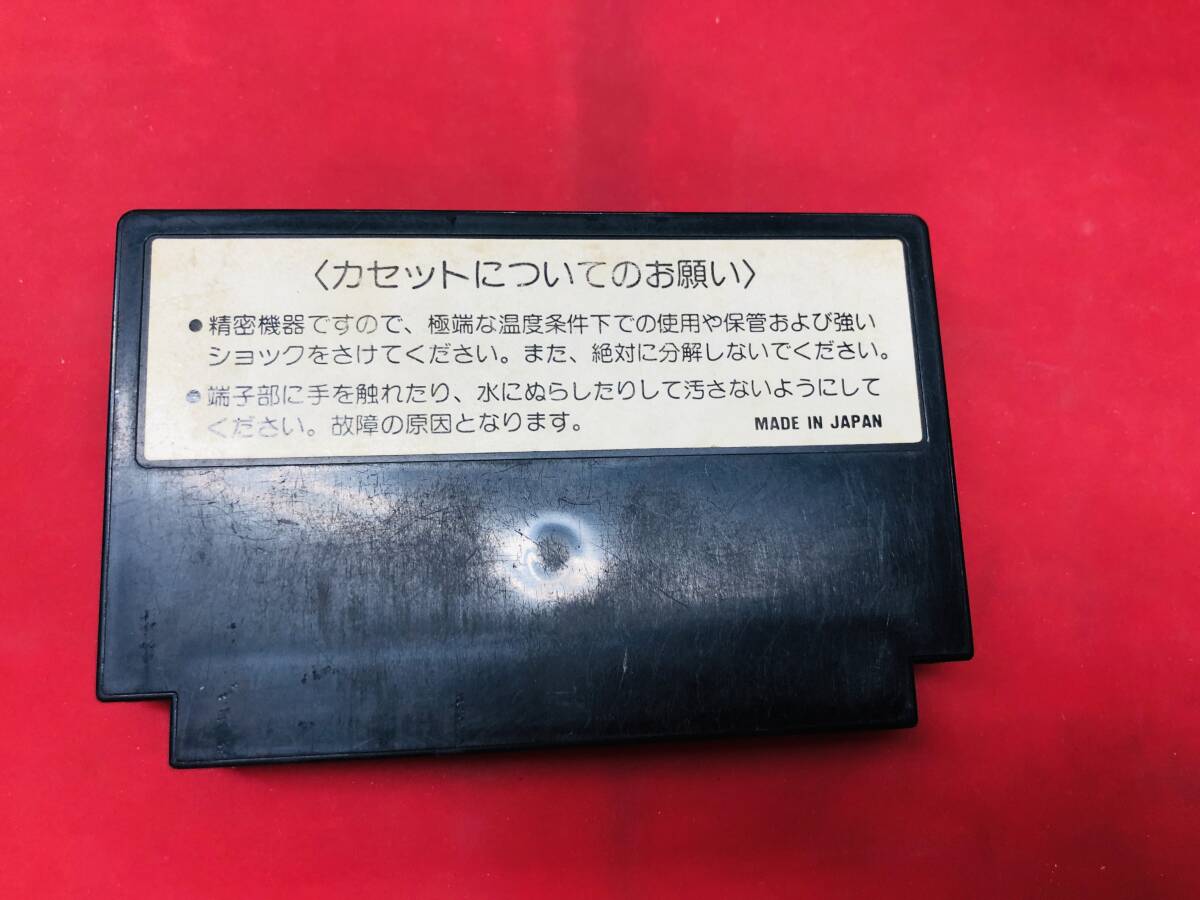 〈カセットについてのお願い〉
●精密機器ですので、極端な温度条件下での使用や保管および強い
ショックをさけてください。また、絶対に分解しないでください。
●端子部に手を触れたり、水にぬらしたりして汚さないようにして
ください。故障の原因となります。
MADE IN JAPAN